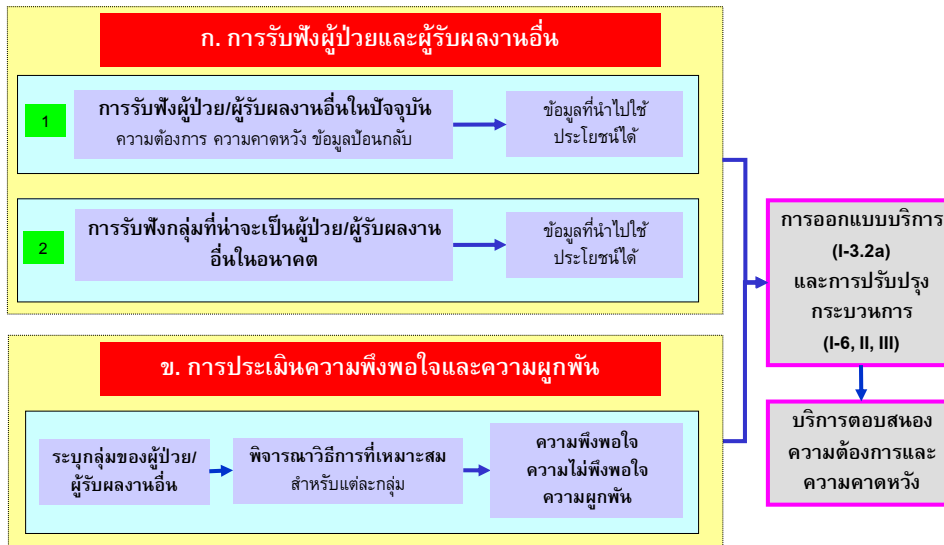 ก. การรับฟังผู้ป่วยและผู้รับผลงานอื่น
1
การรับฟังผู้ป่วย/ผู้รับผลงานอื่นในปัจจุบัน
ความต้องการ ความคาดหวัง ข้อมูลป้อนกลับ
ข้อมูลที่นำไปใช้
ประโยชน์ได้
2
การรับฟังกลุ่มที่น่าจะเป็นผู้ป่วย/ผู้รับผลงาน
อื่นในอนาคต
ข้อมูลที่นำไปใช้
ประโยชน์ได้
ข. การประเมินความพึงพอใจและความผูกพัน
ระบุกลุ่มของผู้ป่วย/
ผู้รับผลงานอื่น
พิจารณาวิธีการที่เหมาะสม
สำหรับแต่ละกลุ่ม
ความพึงพอใจ
ความไม่พึงพอใจ
ความผูกพัน
การออกแบบบริการ
(I-3.2a)
และการปรับปรุง
กระบวนการ
(I-6, II, III)
บริการตอบสนอง
ความต้องการและ
ความคาดหวัง